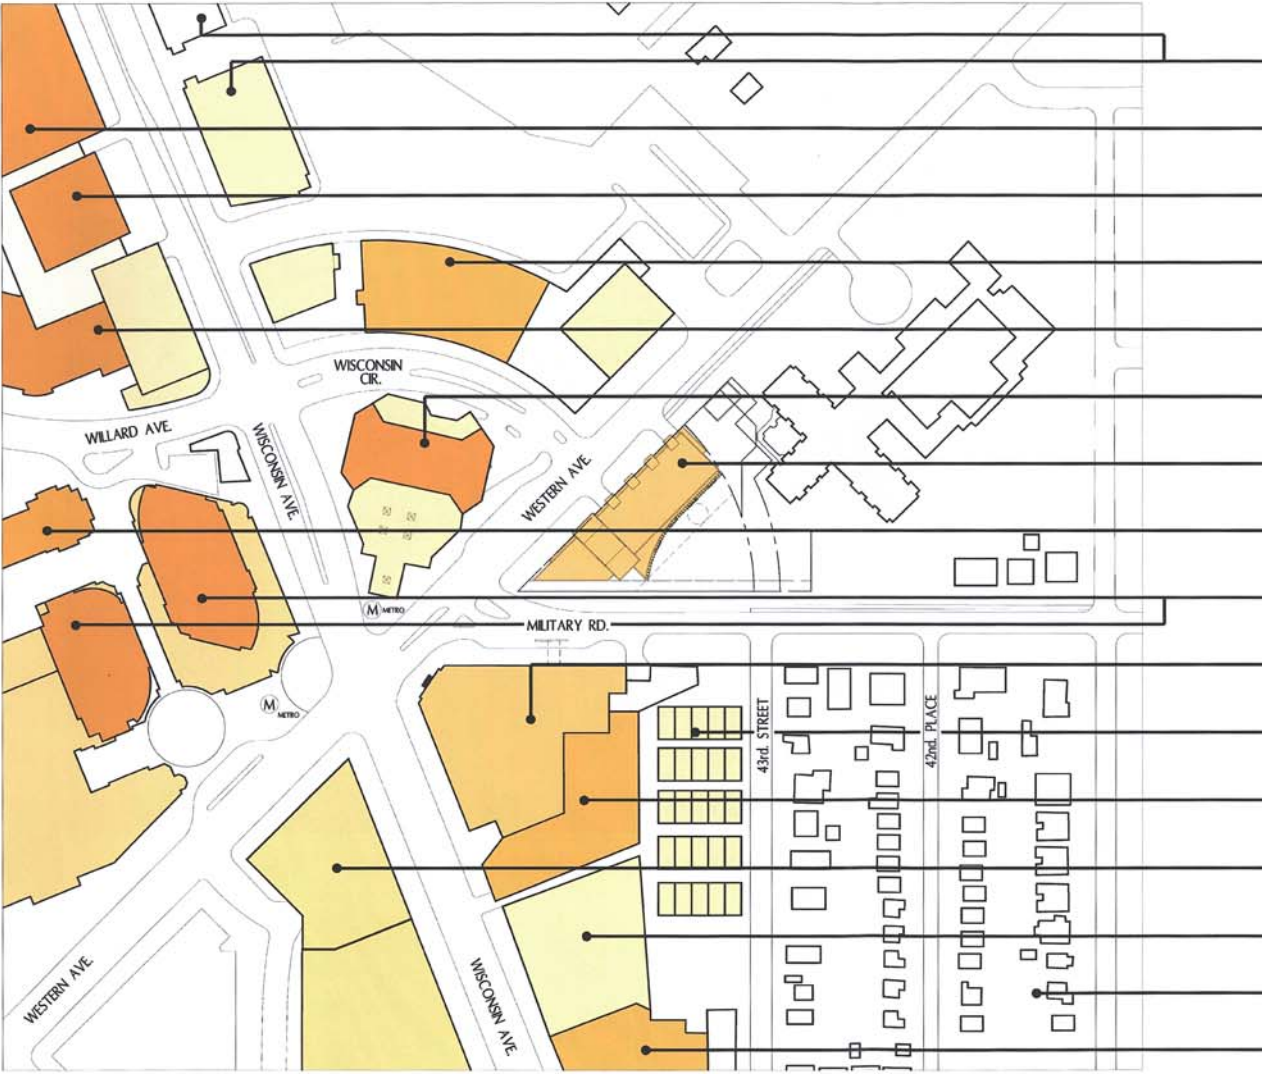 WISCONSIN
CIR.
WILLARD AVE.
WISCONSIN AVE.
WESTERN AVE.
M METRO
MILITARY RD.
M METRO
43rd. STREET
42nd. PLACE
WESTERN AVE.
WISCONSIN AVE.